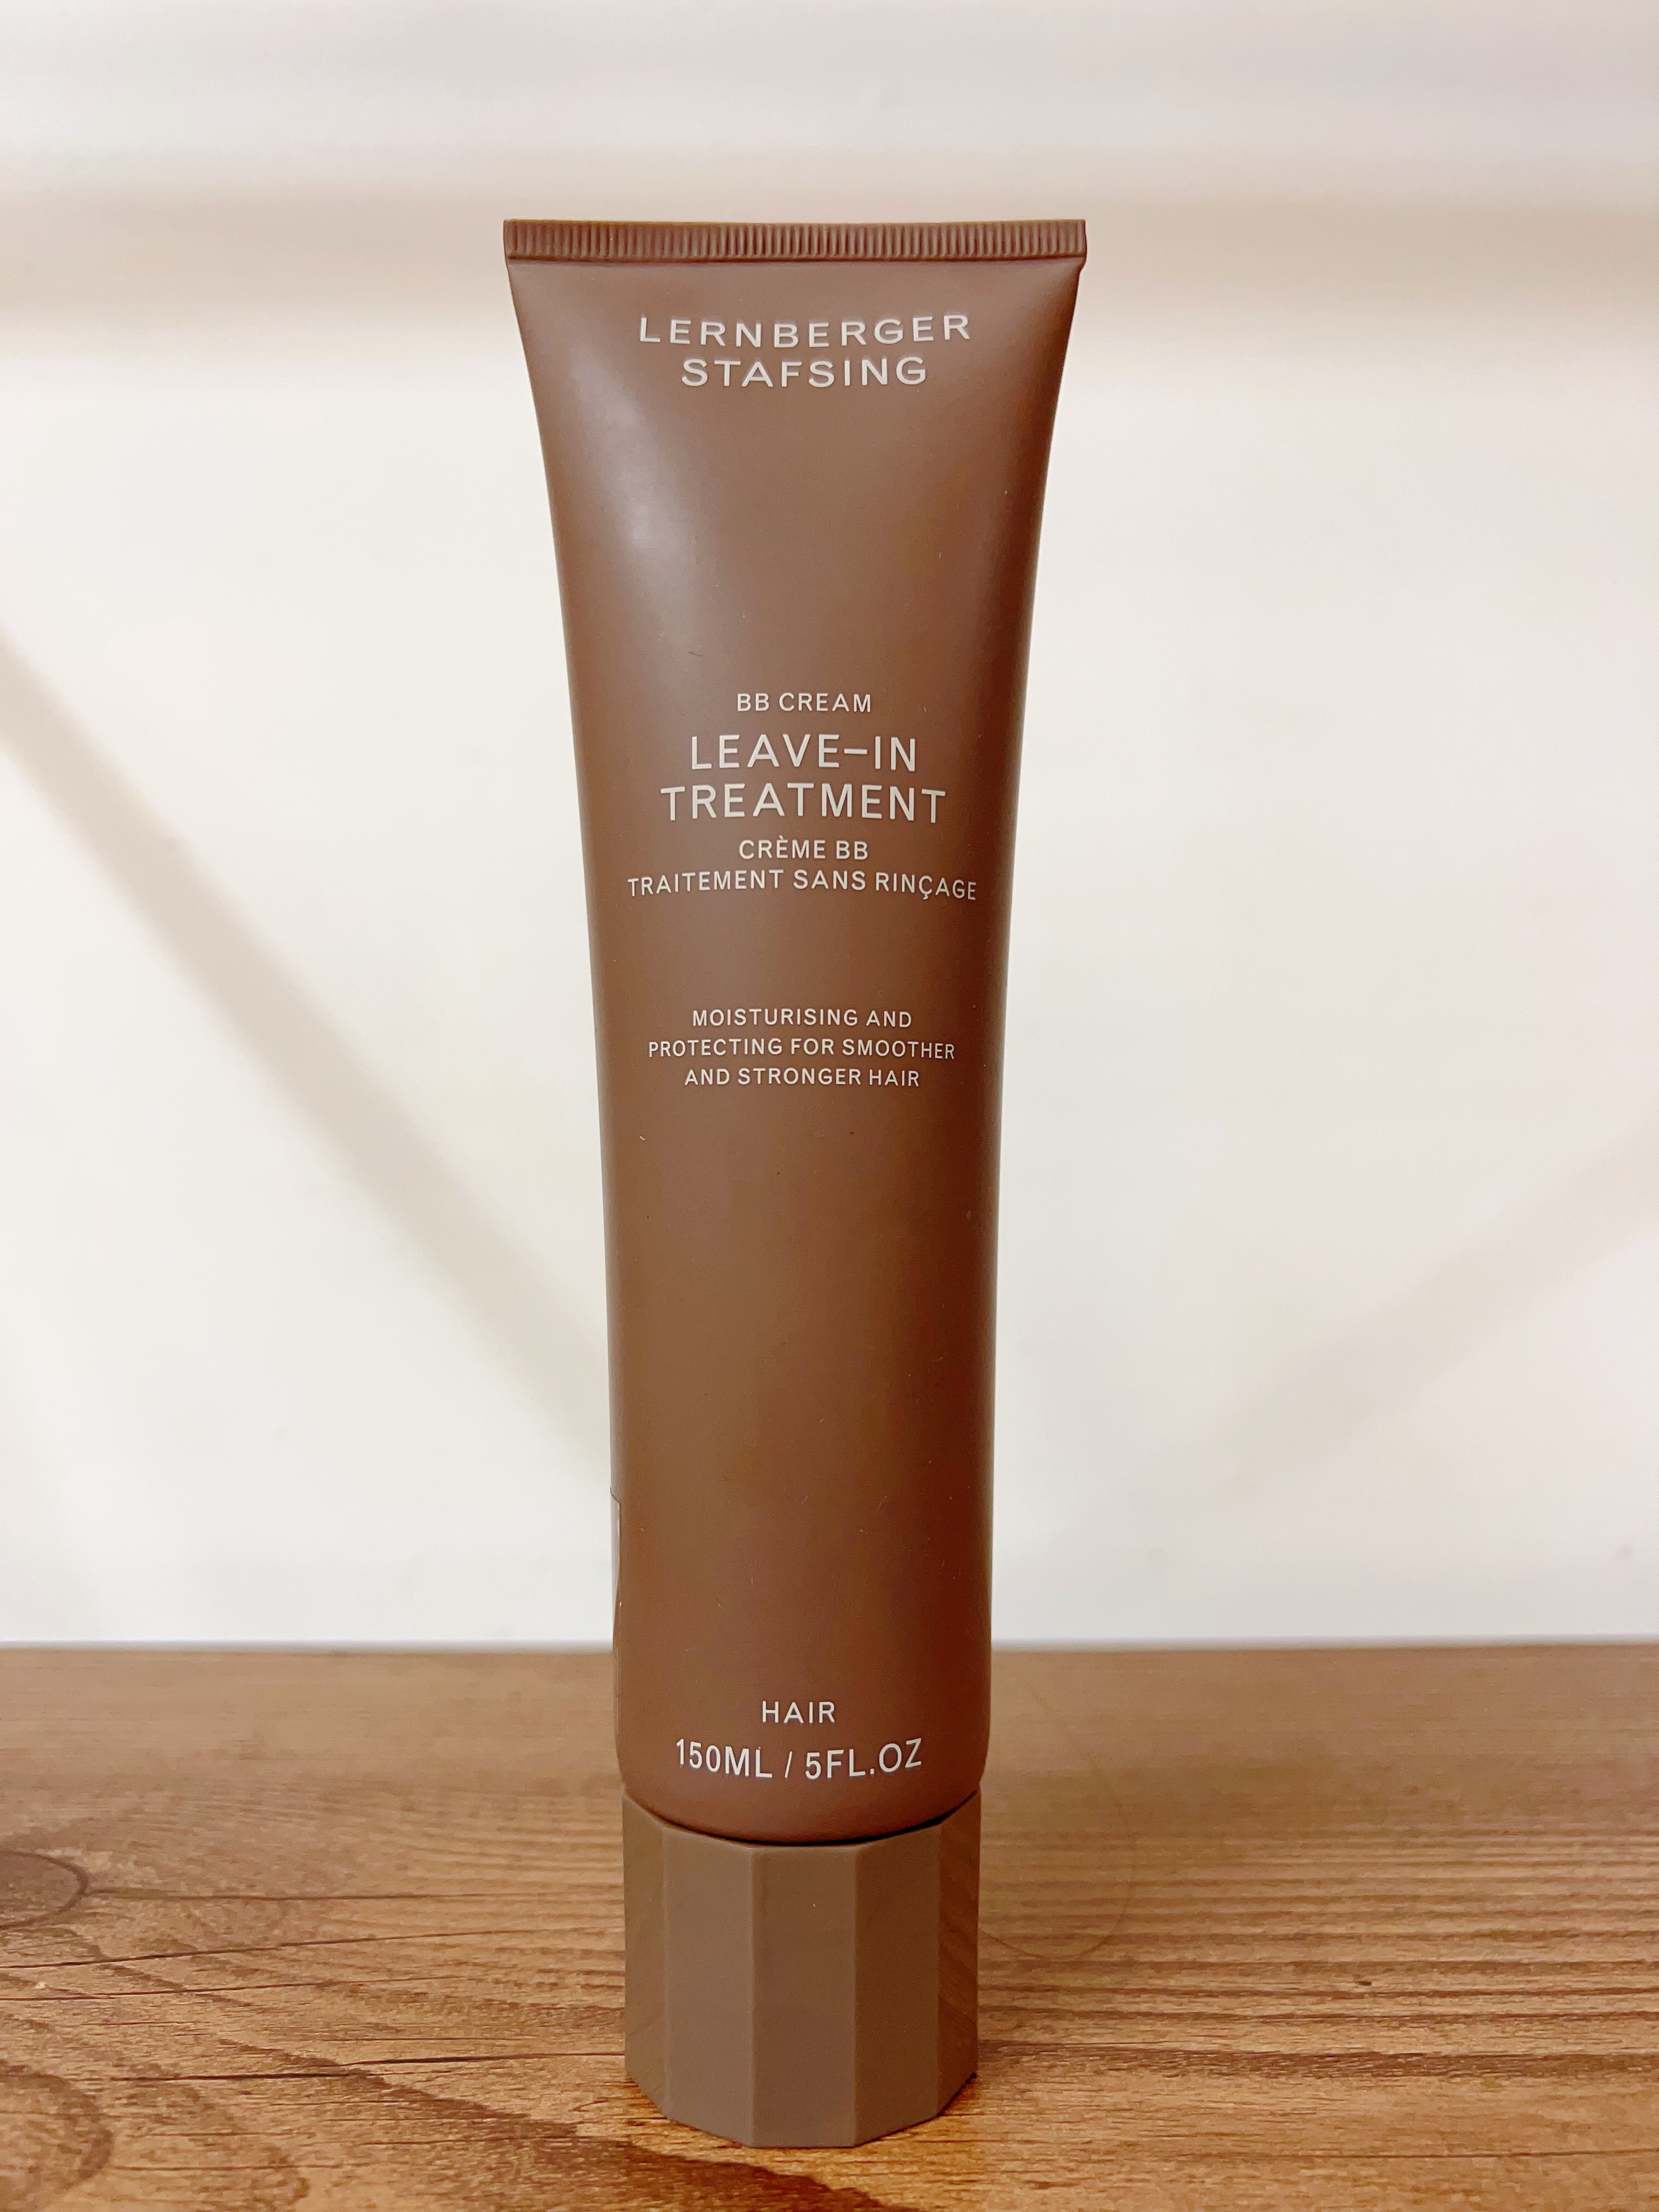 LERNBERGER
STAFSING
BB CREAM
LEAVE–IN
TREATMENT
CRÈME BB
TRAITEMENT SANS RINÇAGE
MOISTURISING AND
PROTECTING FOR SMOOTHER
AND STRONGER HAIR
HAIR
150ML / 5FL.OZ